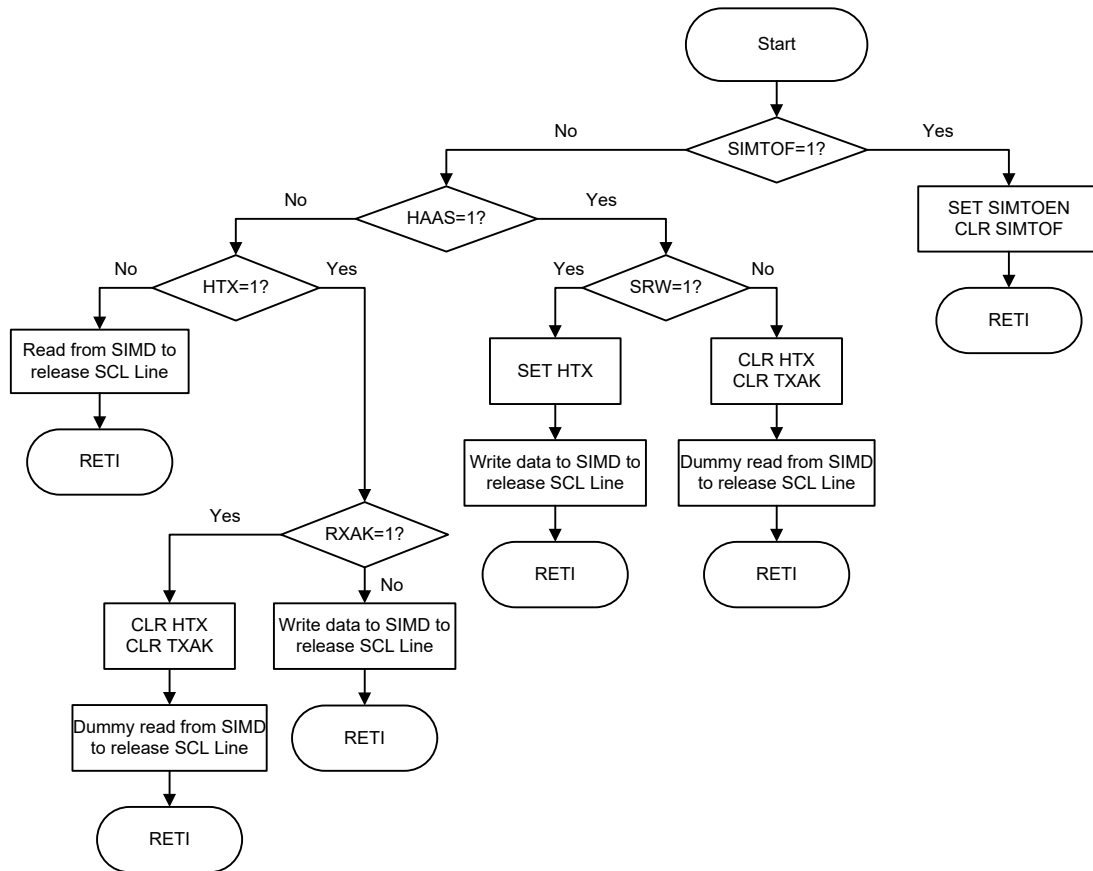 Start
No
SIMTOF=1?
Yes
No
HAAS=1?
Yes
SET SIMTOEN
CLR SIMTOF
No
HTX=1?
Yes
Yes
SRW=1?
No
RETI
Read from SIMD to
release SCL Line
SET HTX
CLR HTX
CLR TXAK
RETI
Write data to SIMD to
release SCL Line
Dummy read from SIMD
to release SCL Line
Yes
RXAK=1?
No
RETI
RETI
CLR HTX
CLR TXAK
Write data to SIMD to
release SCL Line
Dummy read from SIMD
to release SCL Line
RETI
RETI